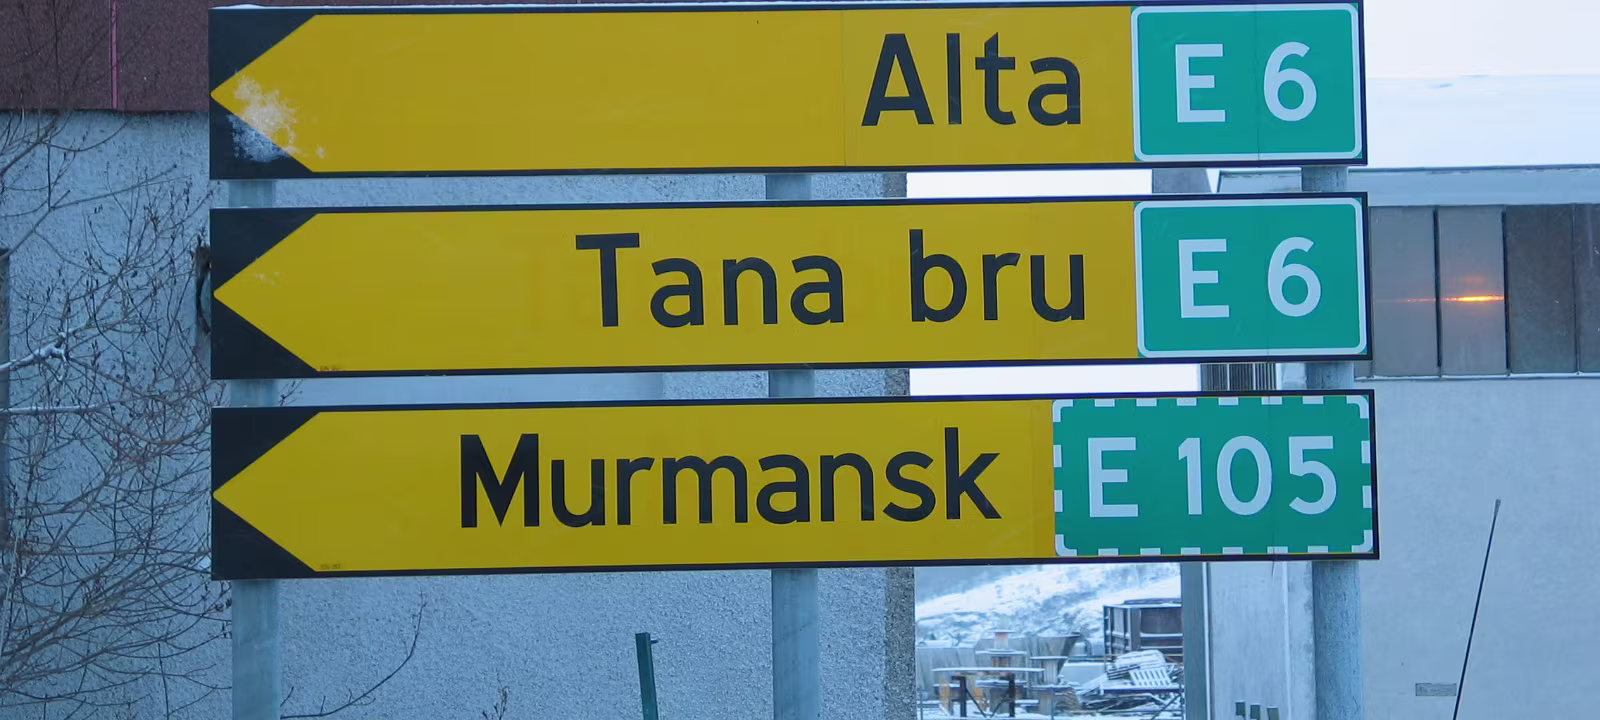 Alta E 6
Tana bru E 6
Murmansk E 105